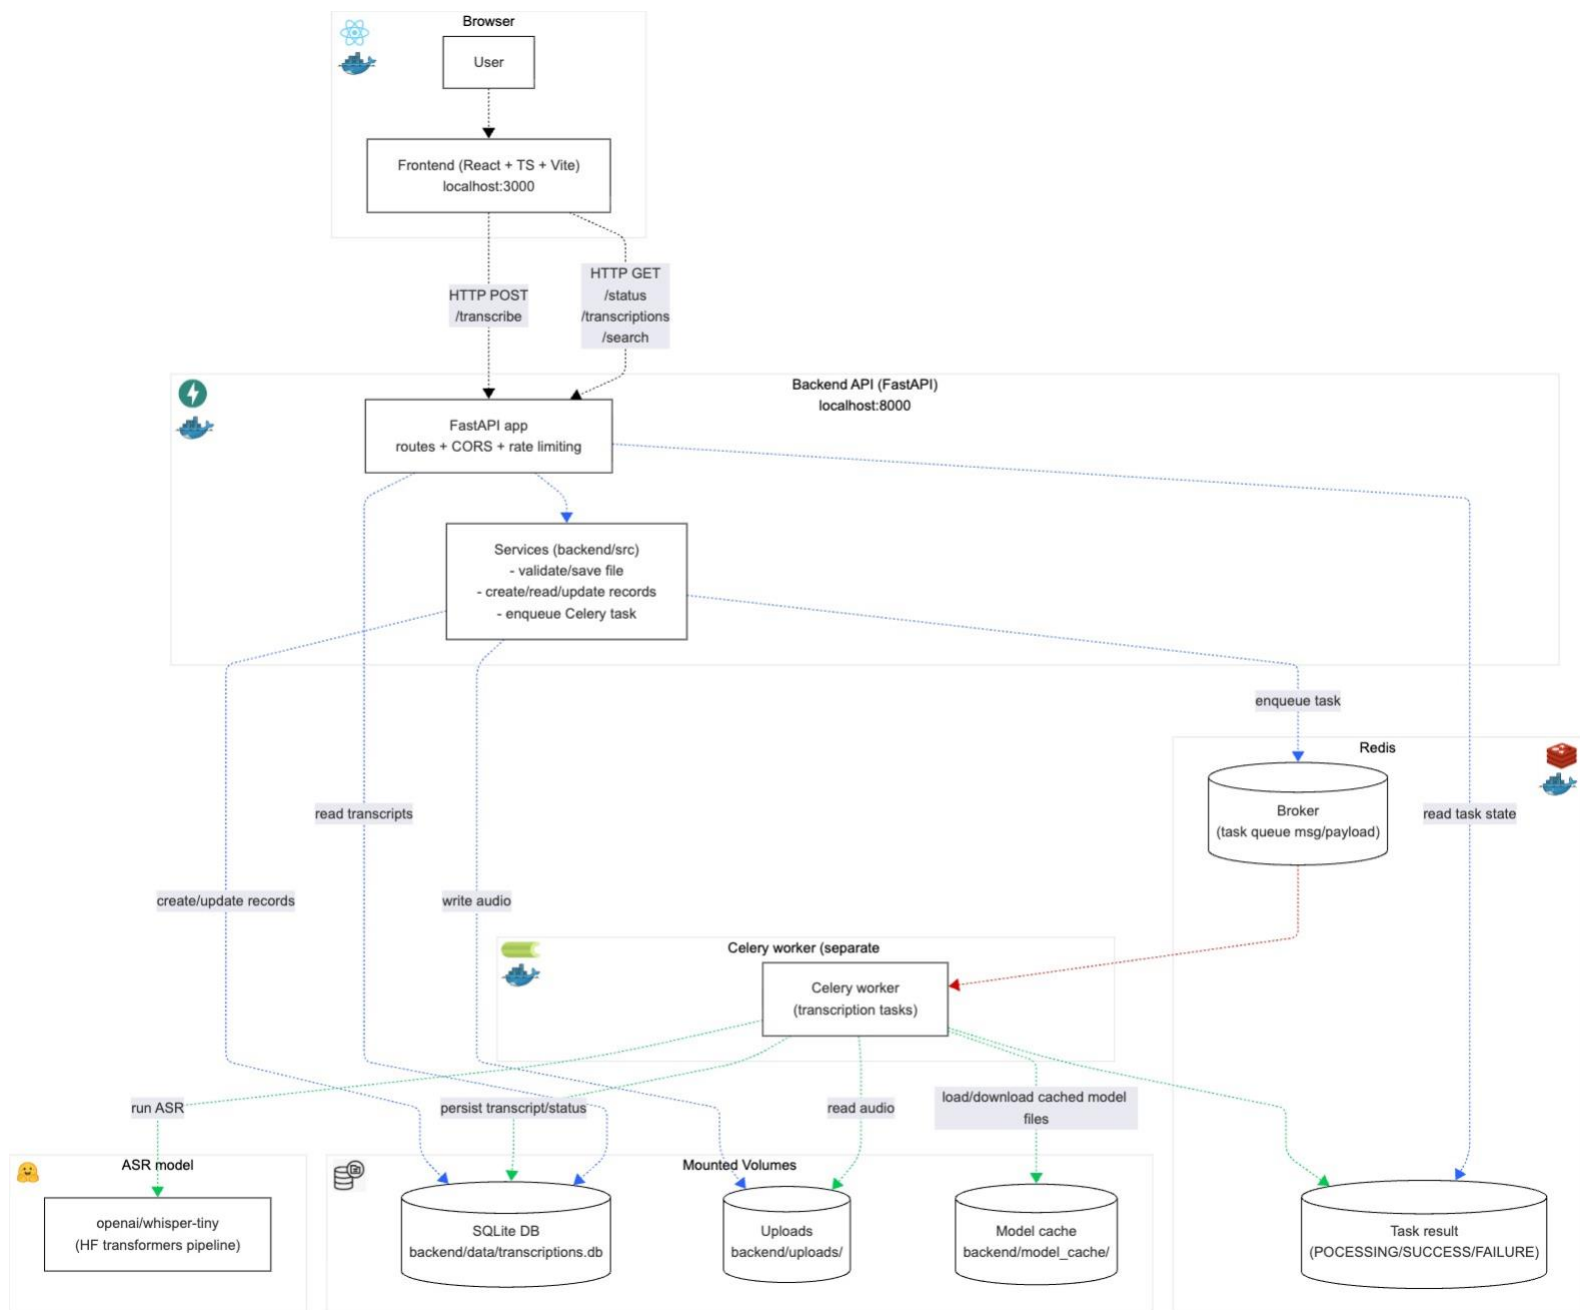 Browser
User
Frontend (React + TS + Vite)
localhost:3000
HTTP POST
/transcribe
HTTP GET
/status
/transcriptions
/search
Backend API (FastAPI)
localhost:8000
FastAPI app
routes + CORS + rate limiting
Services (backend/src)
- validate/save file
- create/read/update records
- enqueue Celery task
enqueue task
Redis
Broker
(task queue msg/payload)
read transcripts
read task state
create/update records
write audio
Celery worker (separate
Celery worker
(transcription tasks)
run ASR
persist transcript/status
read audio
load/download cached model
files
ASR model
openai/whisper-tiny
(HF transformers pipeline)
Mounted Volumes
SQLite DB
backend/data/transcriptions.db
Uploads
backend/uploads/
Model cache
backend/model_cache/
Task result
(POCESSING/SUCCESS/FAILURE)